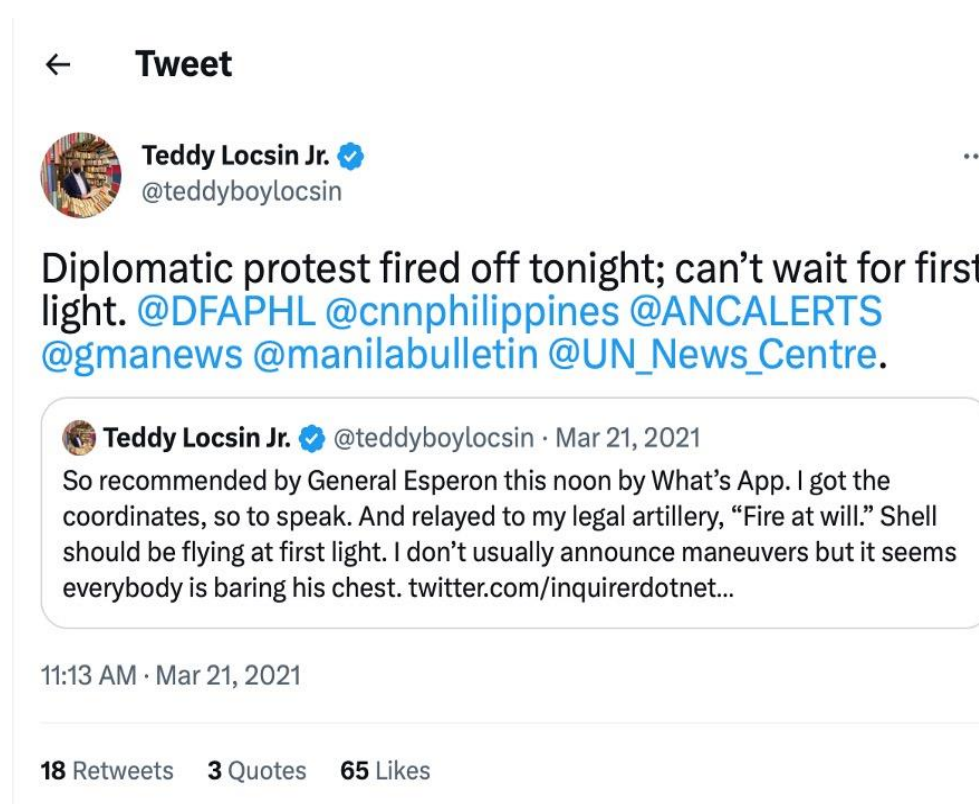 Tweet
Teddy Locsin Jr.
@teddyboylocsin
Diplomatic protest fired off tonight; can’t wait for first
light. @DFAPHL @cnnphilippines @ANCALERTS
@gmanews @manilabulletin @UN_News_Centre.
Teddy Locsin Jr. @teddyboylocsin · Mar 21, 2021
So recommended by General Esperon this noon by What’s App. I got the
coordinates, so to speak. And relayed to my legal artillery, “Fire at will.” Shell
should be flying at first light. I don’t usually announce maneuvers but it seems
everybody is baring his chest. twitter.com/inquirerdotnet...
11:13 AM · Mar 21, 2021
18 Retweets 3 Quotes 65 Likes